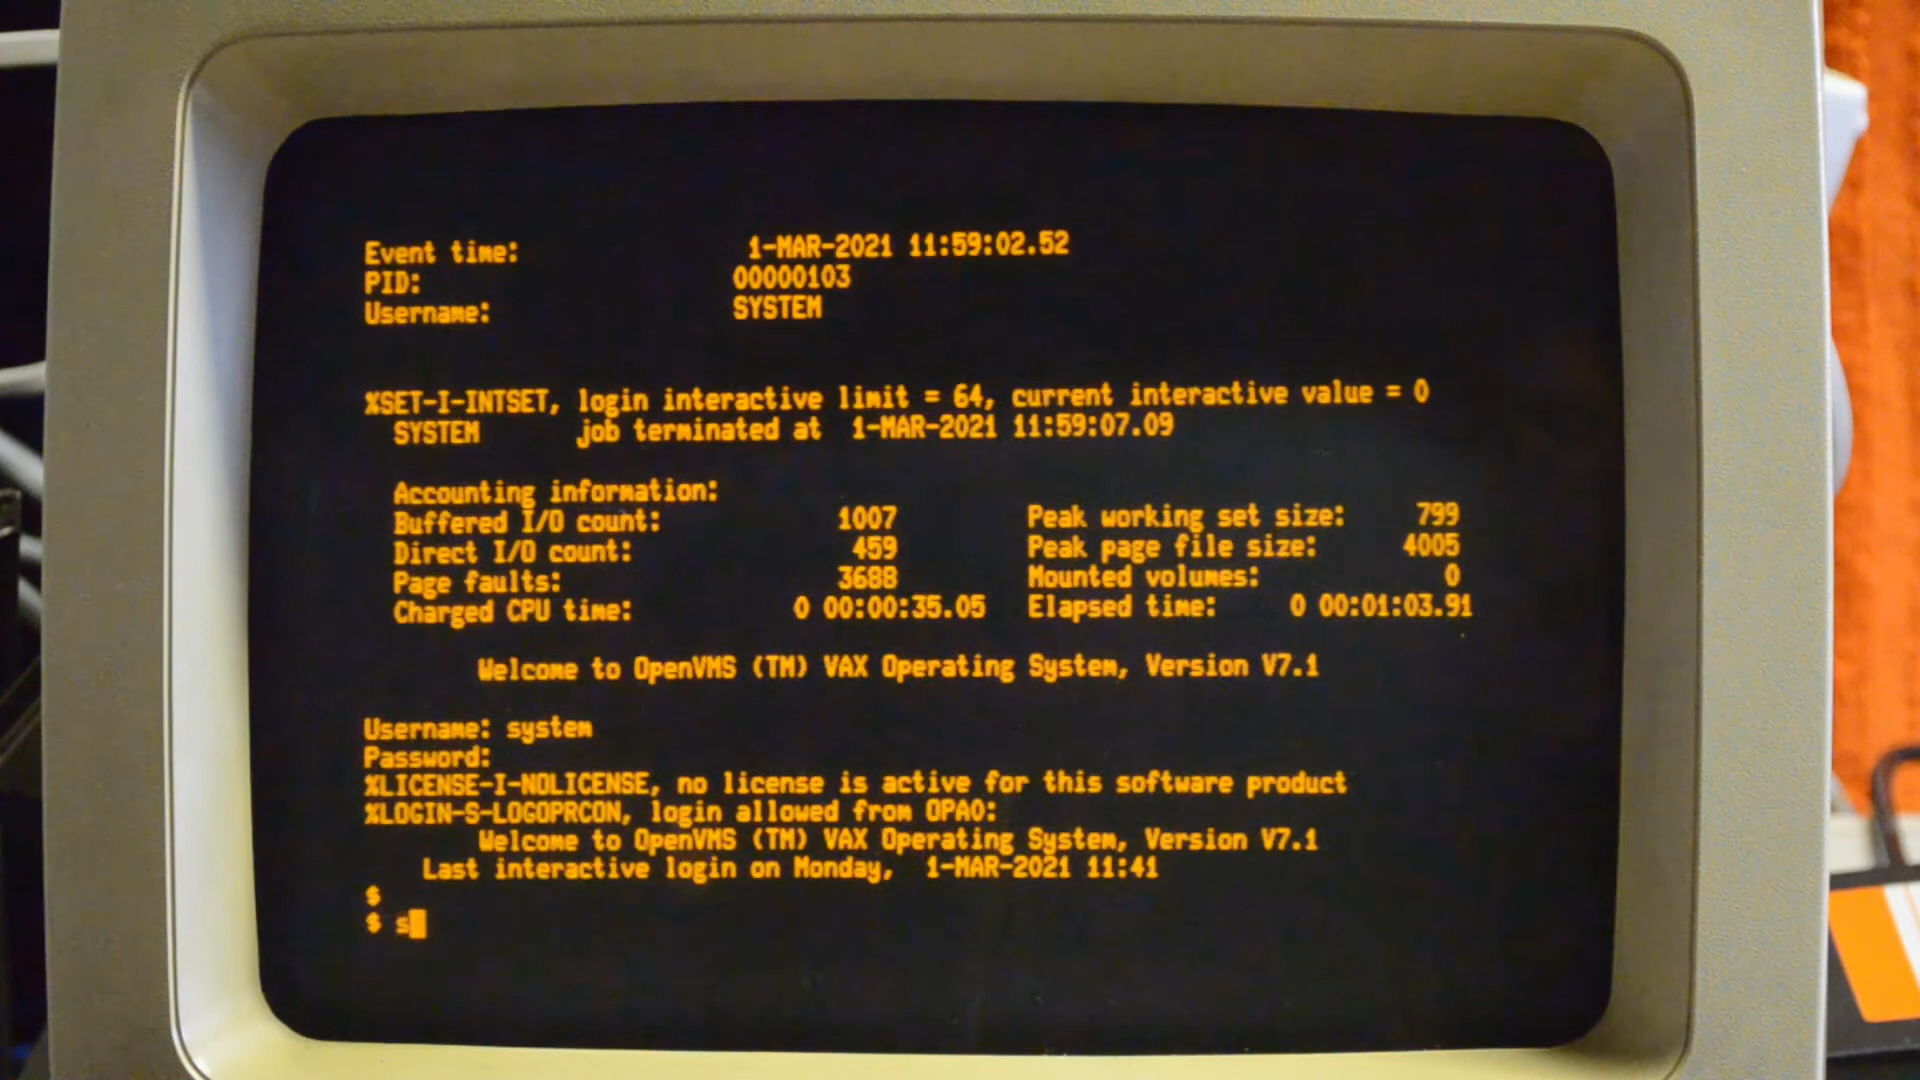 Event time: 1-MAR-2021 11:59:02.52
PID: 00000103
Username: SYSTEM
%SET-I-INTSET, login interactive limit = 64, current interactive value = 0
SYSTEM job terminated at 1-MAR-2021 11:59:07.09
Accounting information:
Buffered I/O count: 1007 Peak working set size: 799
Direct I/O count: 459 Peak page file size: 4005
Page faults: 3688 Mounted volumes: 0
Charged CPU time: 0 00:00:35.05 Elapsed time: 0 00:01:03.91
Welcome to OpenVMS (TM) VAX Operating System, Version V7.1
Username: system
Password:
%LICENSE-I-NOLICENSE, no license is active for this software product
%LOGIN-S-LOGOPRCON, login allowed from OPA0:
Welcome to OpenVMS (TM) VAX Operating System, Version V7.1
Last interactive login on Monday, 1-MAR-2021 11:41
$
$ s